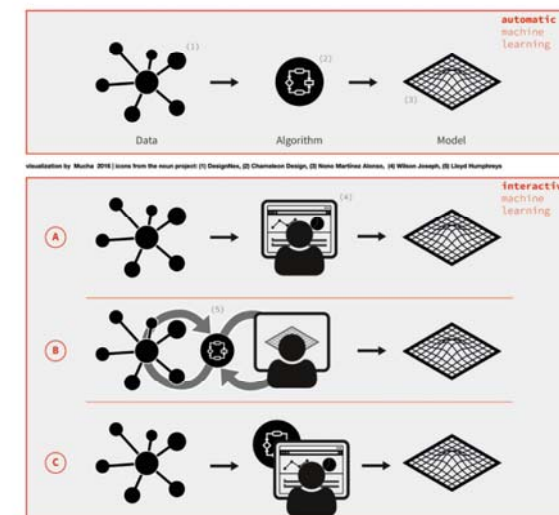 automatic
machine
learning
(1)
(2)
(3)
Data
Algorithm
Model
visualization by Mucha 2016 | icons from the noun project: (1) DesignNex, (2) Chameleon Design, (3) Nono Martínez Alonso, (4) Wilson Joseph, (5) Lloyd Humphreys
interactiv
machine
learning
A
(4)
B
(5)
C